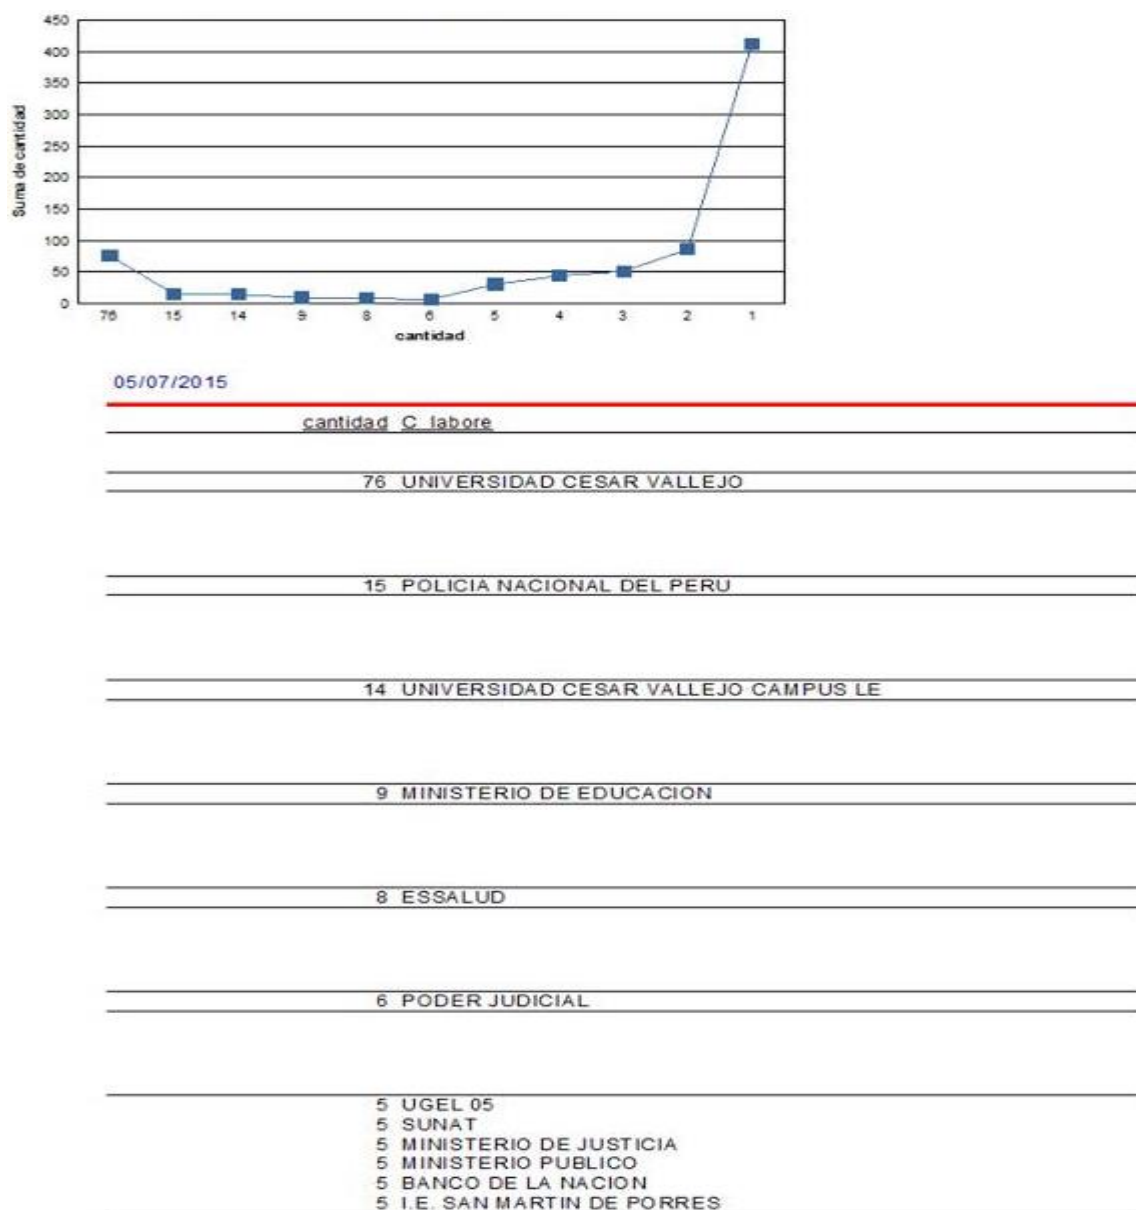 450
400
350
300
250
200
150
100
50
0
Suma de cantidad
76 15 14 9 8 6 5 4 3 2 1
cantidad
05/07/2015
cantidad C_labore
76 UNIVERSIDAD CESAR VALLEJO
15 POLICIA NACIONAL DEL PERU
14 UNIVERSIDAD CESAR VALLEJO CAMPUS LE
9 MINISTERIO DE EDUCACION
8 ESSALUD
6 PODER JUDICIAL
5 UGEL 05
5 SUNAT
5 MINISTERIO DE JUSTICIA
5 MINISTERIO PUBLICO
5 BANCO DE LA NACION
5 I.E. SAN MARTIN DE PORRES